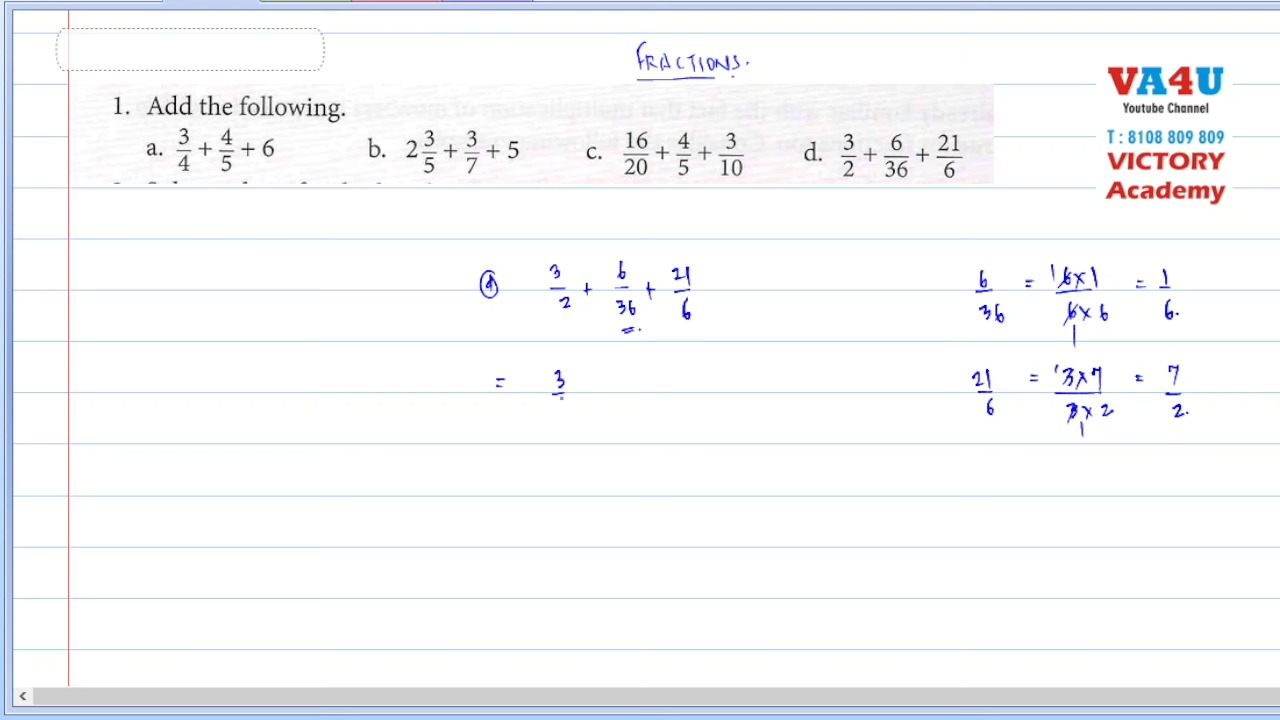 FRACTIONS.
VA4U
Youtube Channel
T : 8108 809 809
VICTORY
Academy
1. Add the following.
a. 3/4 + 4/5 + 6 b. 2 3/5 + 3/7 + 5 c. 16/20 + 4/5 + 3/10 d. 3/2 + 6/36 + 21/6
3/2 + 6/36 + 21/6
= 3
6/36 = 6×1/6×6 = 1/6.
21/6 = 3×7/3×2 = 7/2.